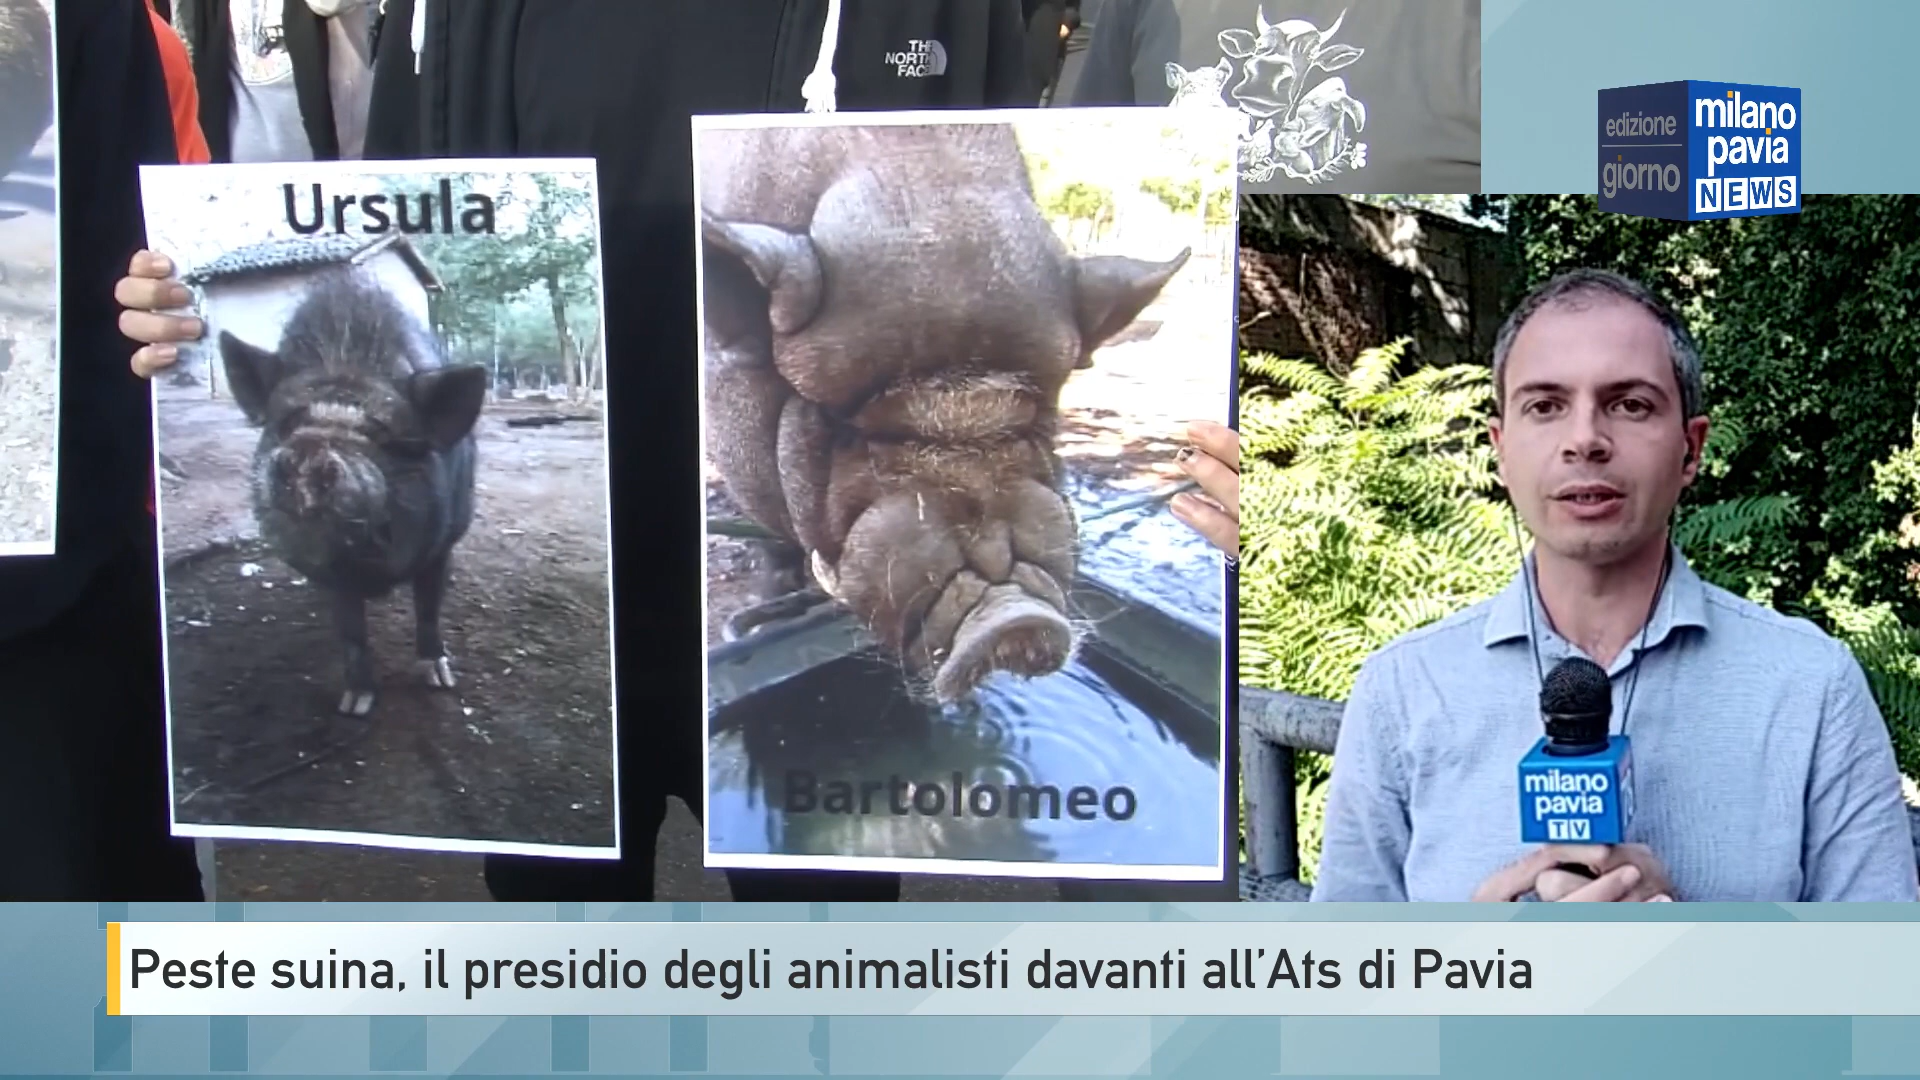 THE
NORTH
FACE
edizione
giorno
milano
pavia
NEWS
Ursula
Bartolomeo
milano
pavia
TV
Peste suina, il presidio degli animalisti davanti all'Ats di Pavia